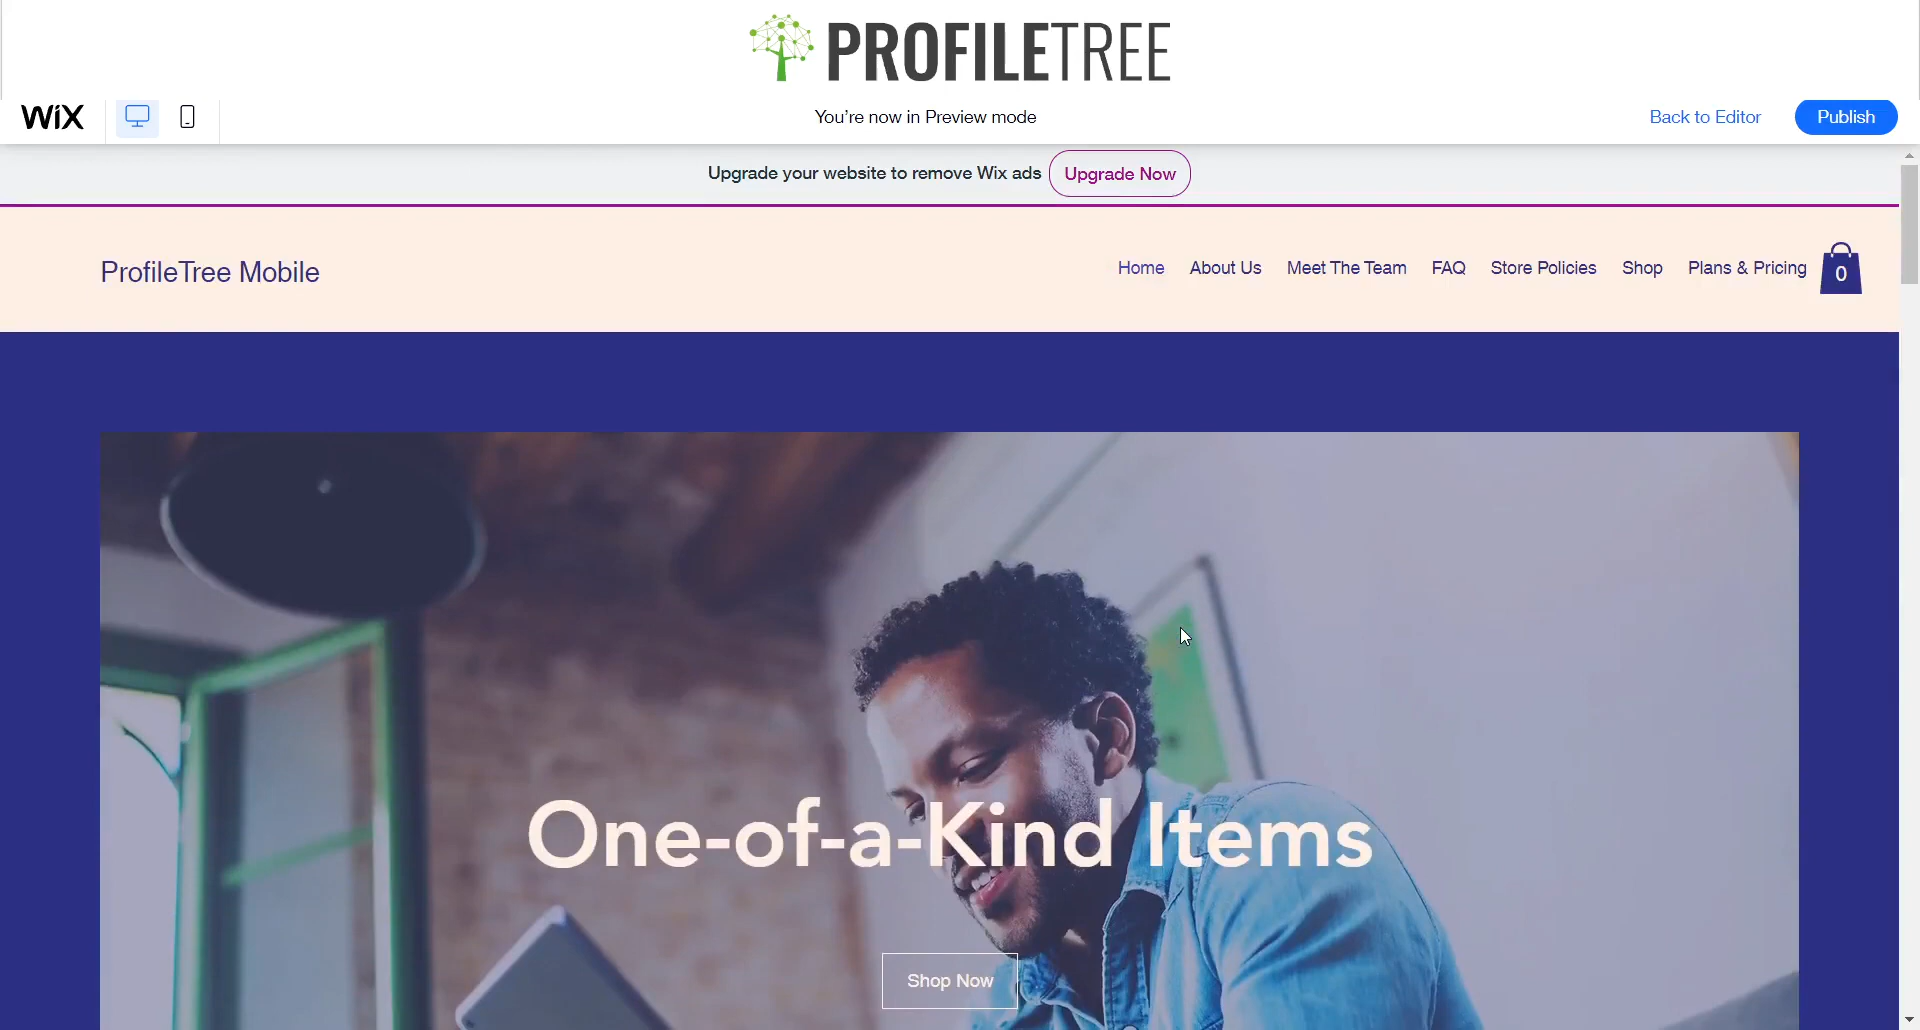 PROFILETREE
WiX
You're now in Preview mode
Back to Editor
Publish
Upgrade your website to remove Wix ads
Upgrade Now
ProfileTree Mobile
Home
About Us
Meet The Team
FAQ
Store Policies
Shop
Plans & Pricing
0
One-of-a-Kind Items
Shop Now